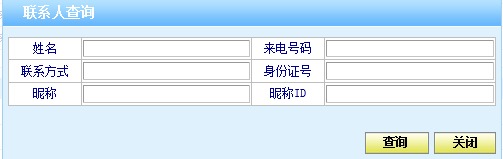 联系人查询
姓名 来电号码
联系方式 身份证号
昵称 昵称ID
查询 关闭